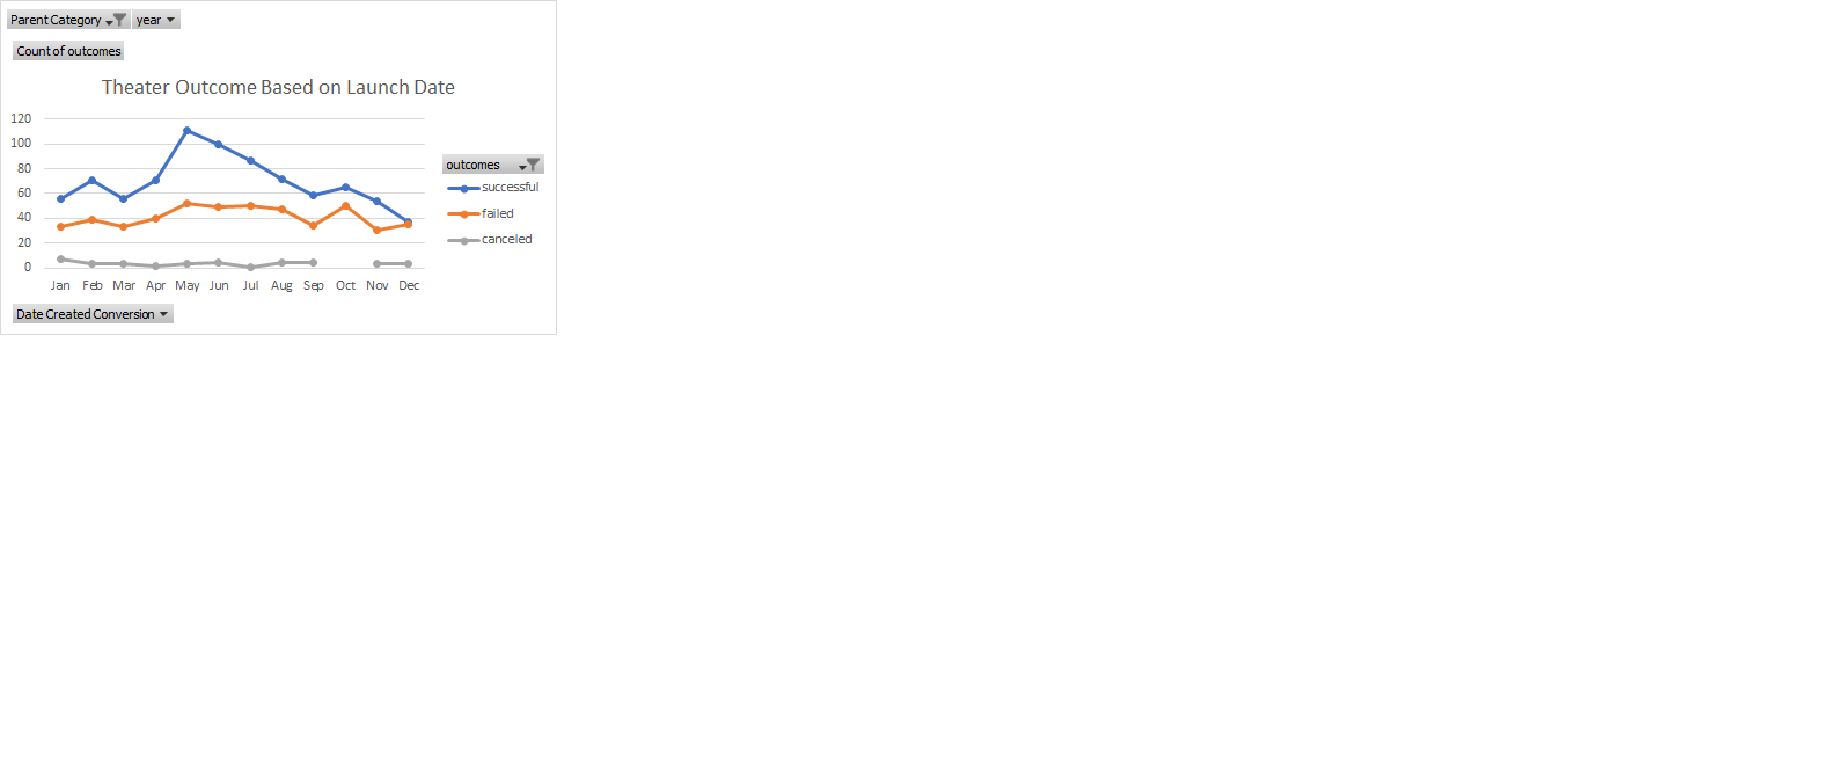 Parent Category year
Count of outcomes
Theater Outcome Based on Launch Date
120
100
80
60
40
20
0
Jan Feb Mar Apr May Jun Jul Aug Sep Oct Nov Dec
outcomes
successful
failed
cancelled
Date Created Conversion